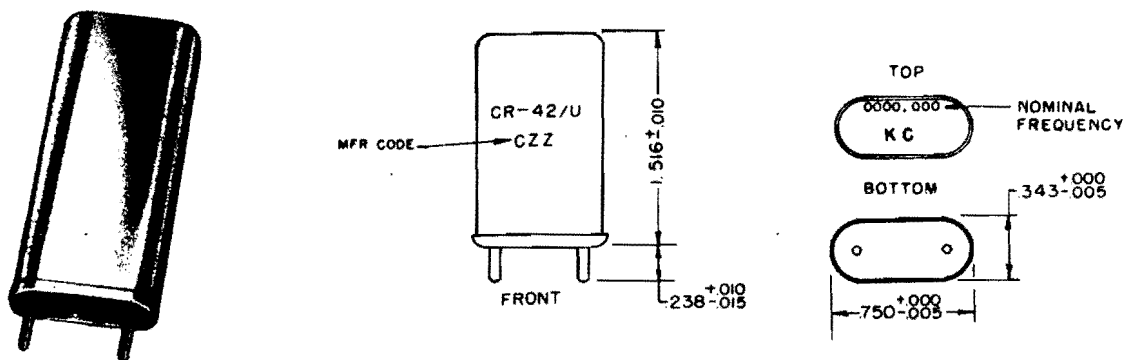 CR-42/U
MFR CODE
CZZ
1.516±.010
.238+.010-.015
FRONT
TOP
0000.000
KC
NOMINAL
FREQUENCY
BOTTOM
.343+.000-.005
.750+.000-.005